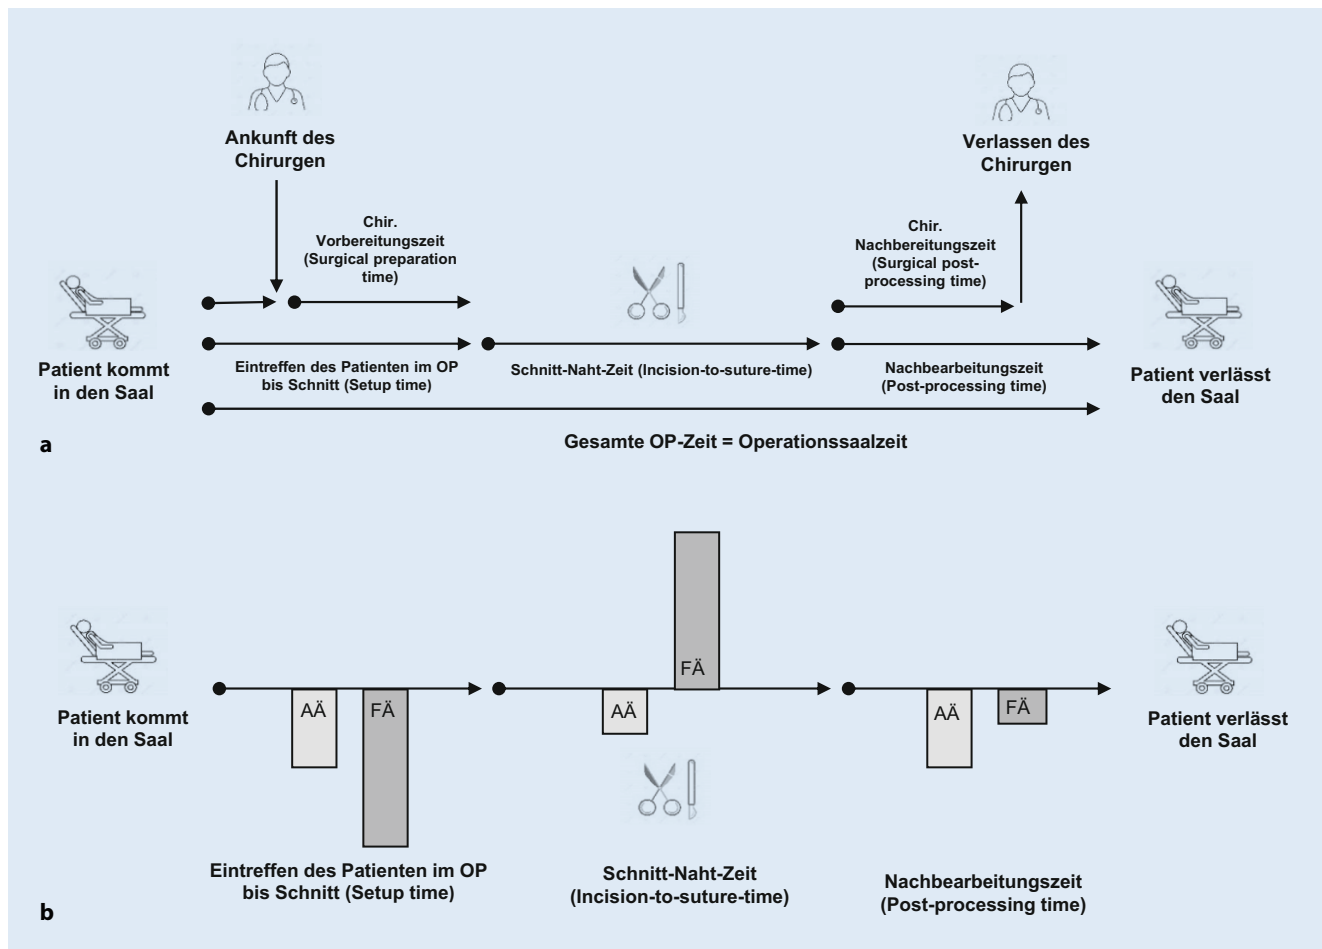 Ankunft des
Chirurgen
Verlassen des
Chirurgen
Chir.
Vorbereitungszeit
(Surgical preparation
time)
Chir.
Nachbereitungszeit
(Surgical post-
processing time)
Patient kommt
in den Saal
Eintreffen des Patienten im OP
bis Schnitt (Setup time)
Schnitt-Naht-Zeit (Incision-to-suture-time)
Nachbearbeitungszeit
(Post-processing time)
Patient verlässt
den Saal
a
Gesamte OP-Zeit = Operationssaalzeit
FÄ
AÄ
FÄ
AÄ
AÄ
FÄ
Patient kommt
in den Saal
Patient verlässt
den Saal
Eintreffen des Patienten im OP
bis Schnitt (Setup time)
Schnitt-Naht-Zeit
(Incision-to-suture-time)
Nachbearbeitungszeit
(Post-processing time)
b